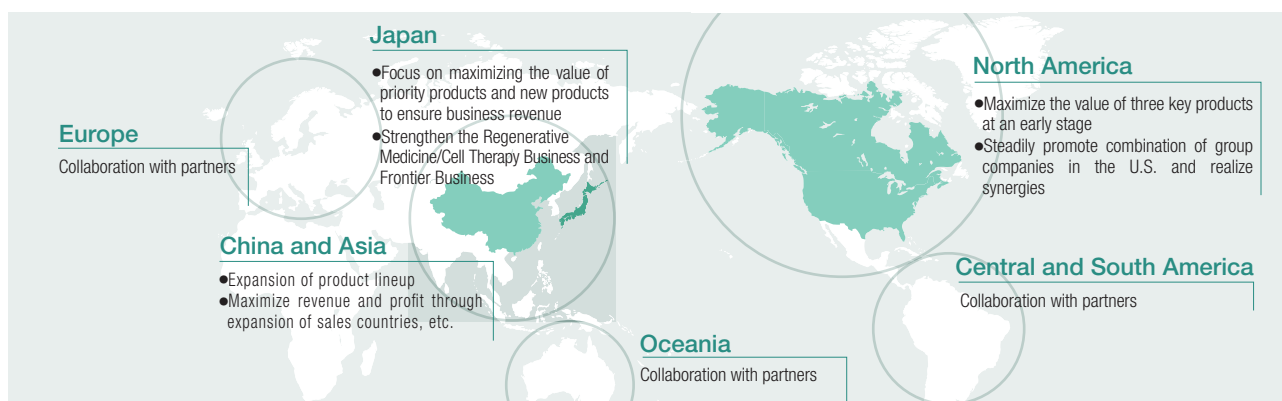 Japan
●Focus on maximizing the value of
priority products and new products
to ensure business revenue
●Strengthen the Regenerative
Medicine/Cell Therapy Business and
Frontier Business
North America
●Maximize the value of three key products
at an early stage
●Steadily promote combination of group
companies in the U.S. and realize
synergies
Europe
Collaboration with partners
China and Asia
●Expansion of product lineup
●Maximize revenue and profit through
expansion of sales countries, etc.
Central and South America
Collaboration with partners
Oceania
Collaboration with partners